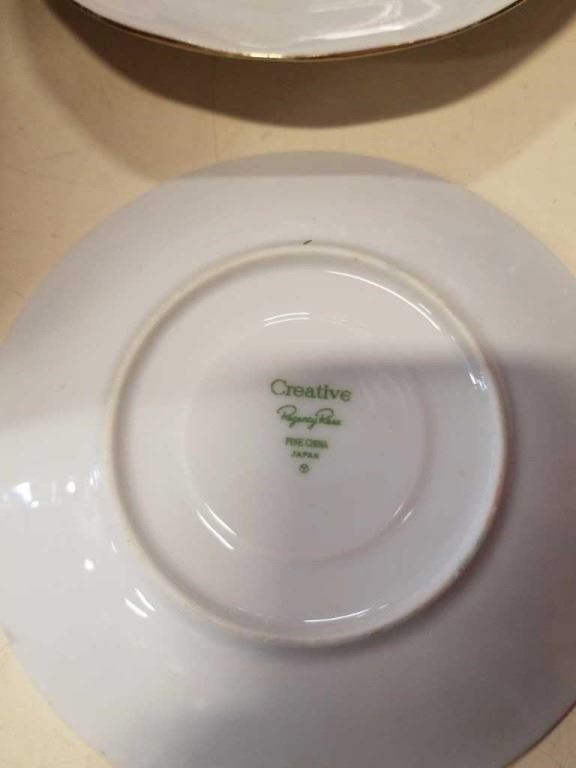 Creative
Regency Rose
FINE CHINA
JAPAN